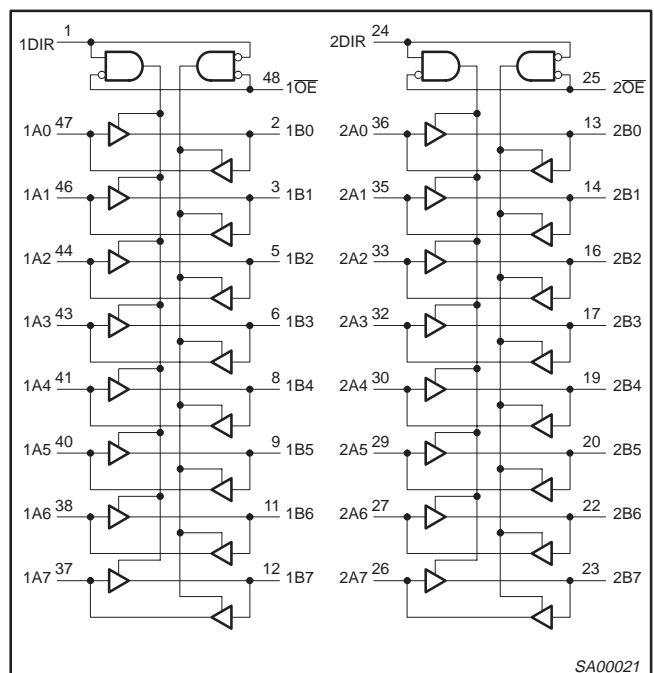 1DIR 1 2DIR 24
48 1O̅E̅ 25 2O̅E̅
1A0 47 2 1B0 2A0 36 13 2B0
1A1 46 3 1B1 2A1 35 14 2B1
1A2 44 5 1B2 2A2 33 16 2B2
1A3 43 6 1B3 2A3 32 17 2B3
1A4 41 8 1B4 2A4 30 19 2B4
1A5 40 9 1B5 2A5 29 20 2B5
1A6 38 11 1B6 2A6 27 22 2B6
1A7 37 12 1B7 2A7 26 23 2B7
SA00021